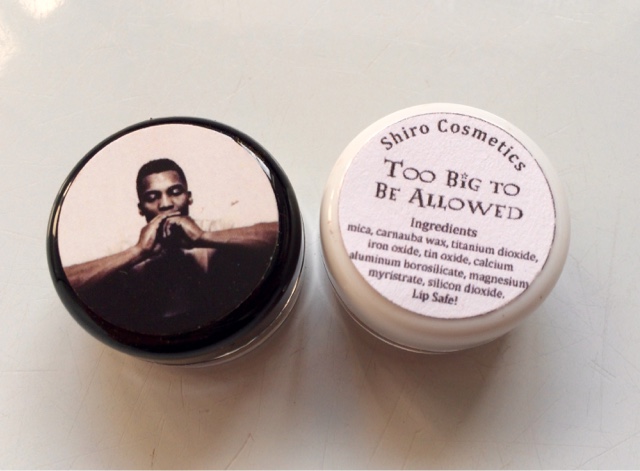 Shiro Cosmetics
Too Big to
Be Allowed
Ingredients
mica, carnauba wax, titanium dioxide,
iron oxide, tin oxide, calcium
aluminum borosilicate, magnesium
myristrate, silicon dioxide.
Lip Safe!